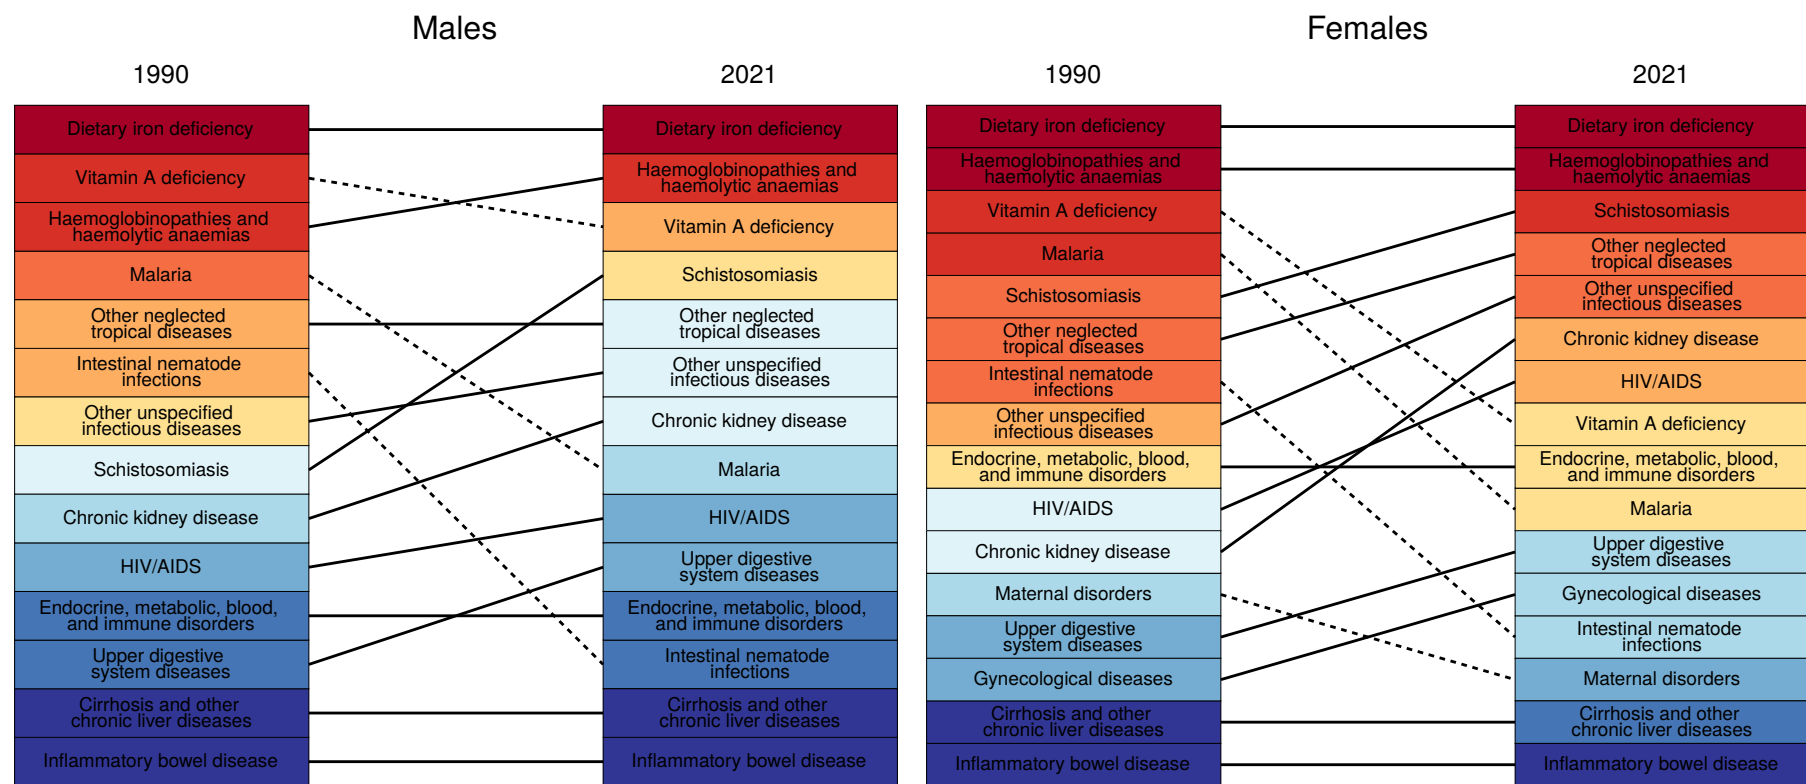 Males
1990
2021
Dietary iron deficiency
Vitamin A deficiency
Haemoglobinopathies and
haemolytic anaemias
Malaria
Other neglected
tropical diseases
Intestinal nematode
infections
Other unspecified
infectious diseases
Schistosomiasis
Chronic kidney disease
HIV/AIDS
Endocrine, metabolic, blood,
and immune disorders
Upper digestive
system diseases
Cirrhosis and other
chronic liver diseases
Inflammatory bowel disease
Dietary iron deficiency
Haemoglobinopathies and
haemolytic anaemias
Vitamin A deficiency
Schistosomiasis
Other neglected
tropical diseases
Other unspecified
infectious diseases
Chronic kidney disease
Malaria
HIV/AIDS
Upper digestive
system diseases
Endocrine, metabolic, blood,
and immune disorders
Intestinal nematode
infections
Cirrhosis and other
chronic liver diseases
Inflammatory bowel disease
Females
1990
2021
Dietary iron deficiency
Haemoglobinopathies and
haemolytic anaemias
Vitamin A deficiency
Malaria
Schistosomiasis
Other neglected
tropical diseases
Intestinal nematode
infections
Other unspecified
infectious diseases
Endocrine, metabolic, blood,
and immune disorders
HIV/AIDS
Chronic kidney disease
Maternal disorders
Upper digestive
system diseases
Gynecological diseases
Cirrhosis and other
chronic liver diseases
Inflammatory bowel disease
Dietary iron deficiency
Haemoglobinopathies and
haemolytic anaemias
Schistosomiasis
Other neglected
tropical diseases
Other unspecified
infectious diseases
Chronic kidney disease
HIV/AIDS
Vitamin A deficiency
Endocrine, metabolic, blood,
and immune disorders
Malaria
Upper digestive
system diseases
Gynecological diseases
Intestinal nematode
infections
Maternal disorders
Cirrhosis and other
chronic liver diseases
Inflammatory bowel disease